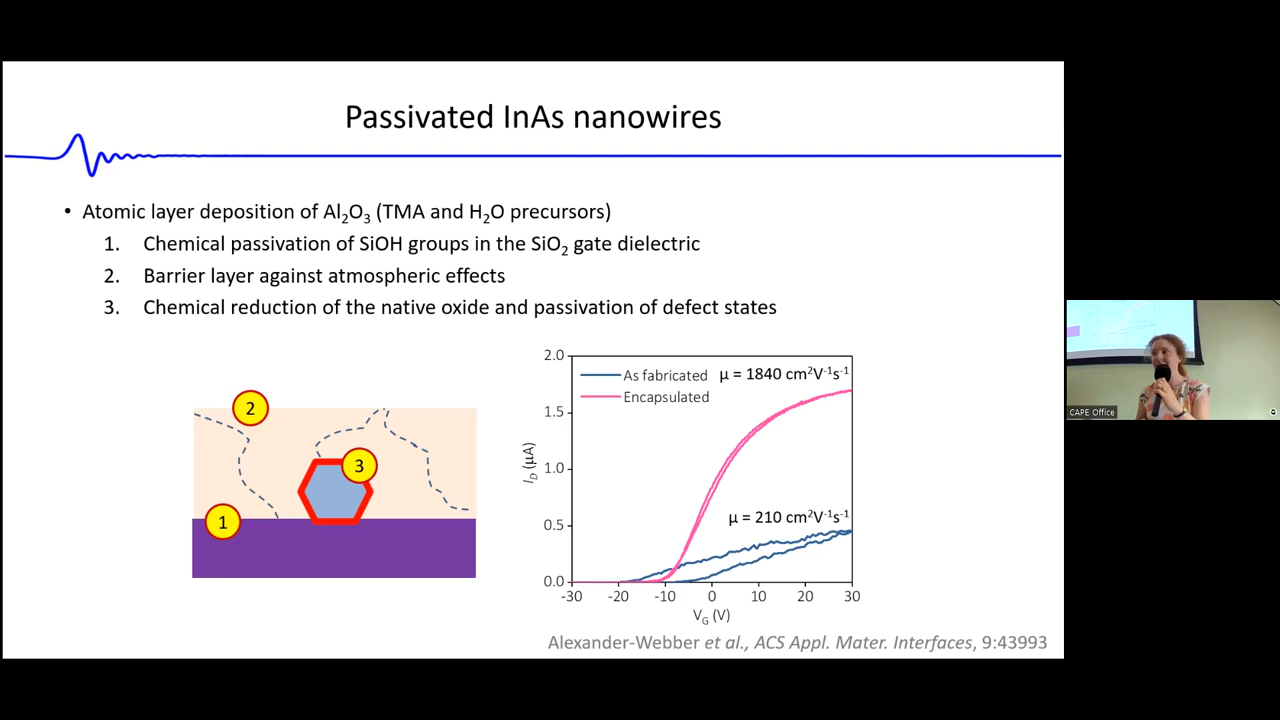 Passivated InAs nanowires
• Atomic layer deposition of Al₂O₃ (TMA and H₂O precursors)
1. Chemical passivation of SiOH groups in the SiO₂ gate dielectric
2. Barrier layer against atmospheric effects
3. Chemical reduction of the native oxide and passivation of defect states
2
3
1
2.0
1.5
1.0
0.5
0.0
I_D (μA)
As fabricated
Encapsulated
μ = 1840 cm²V⁻¹s⁻¹
μ = 210 cm²V⁻¹s⁻¹
-30 -20 -10 0 10 20 30
V_G (V)
Alexander-Webber et al., ACS Appl. Mater. Interfaces, 9:43993
CAPE Office